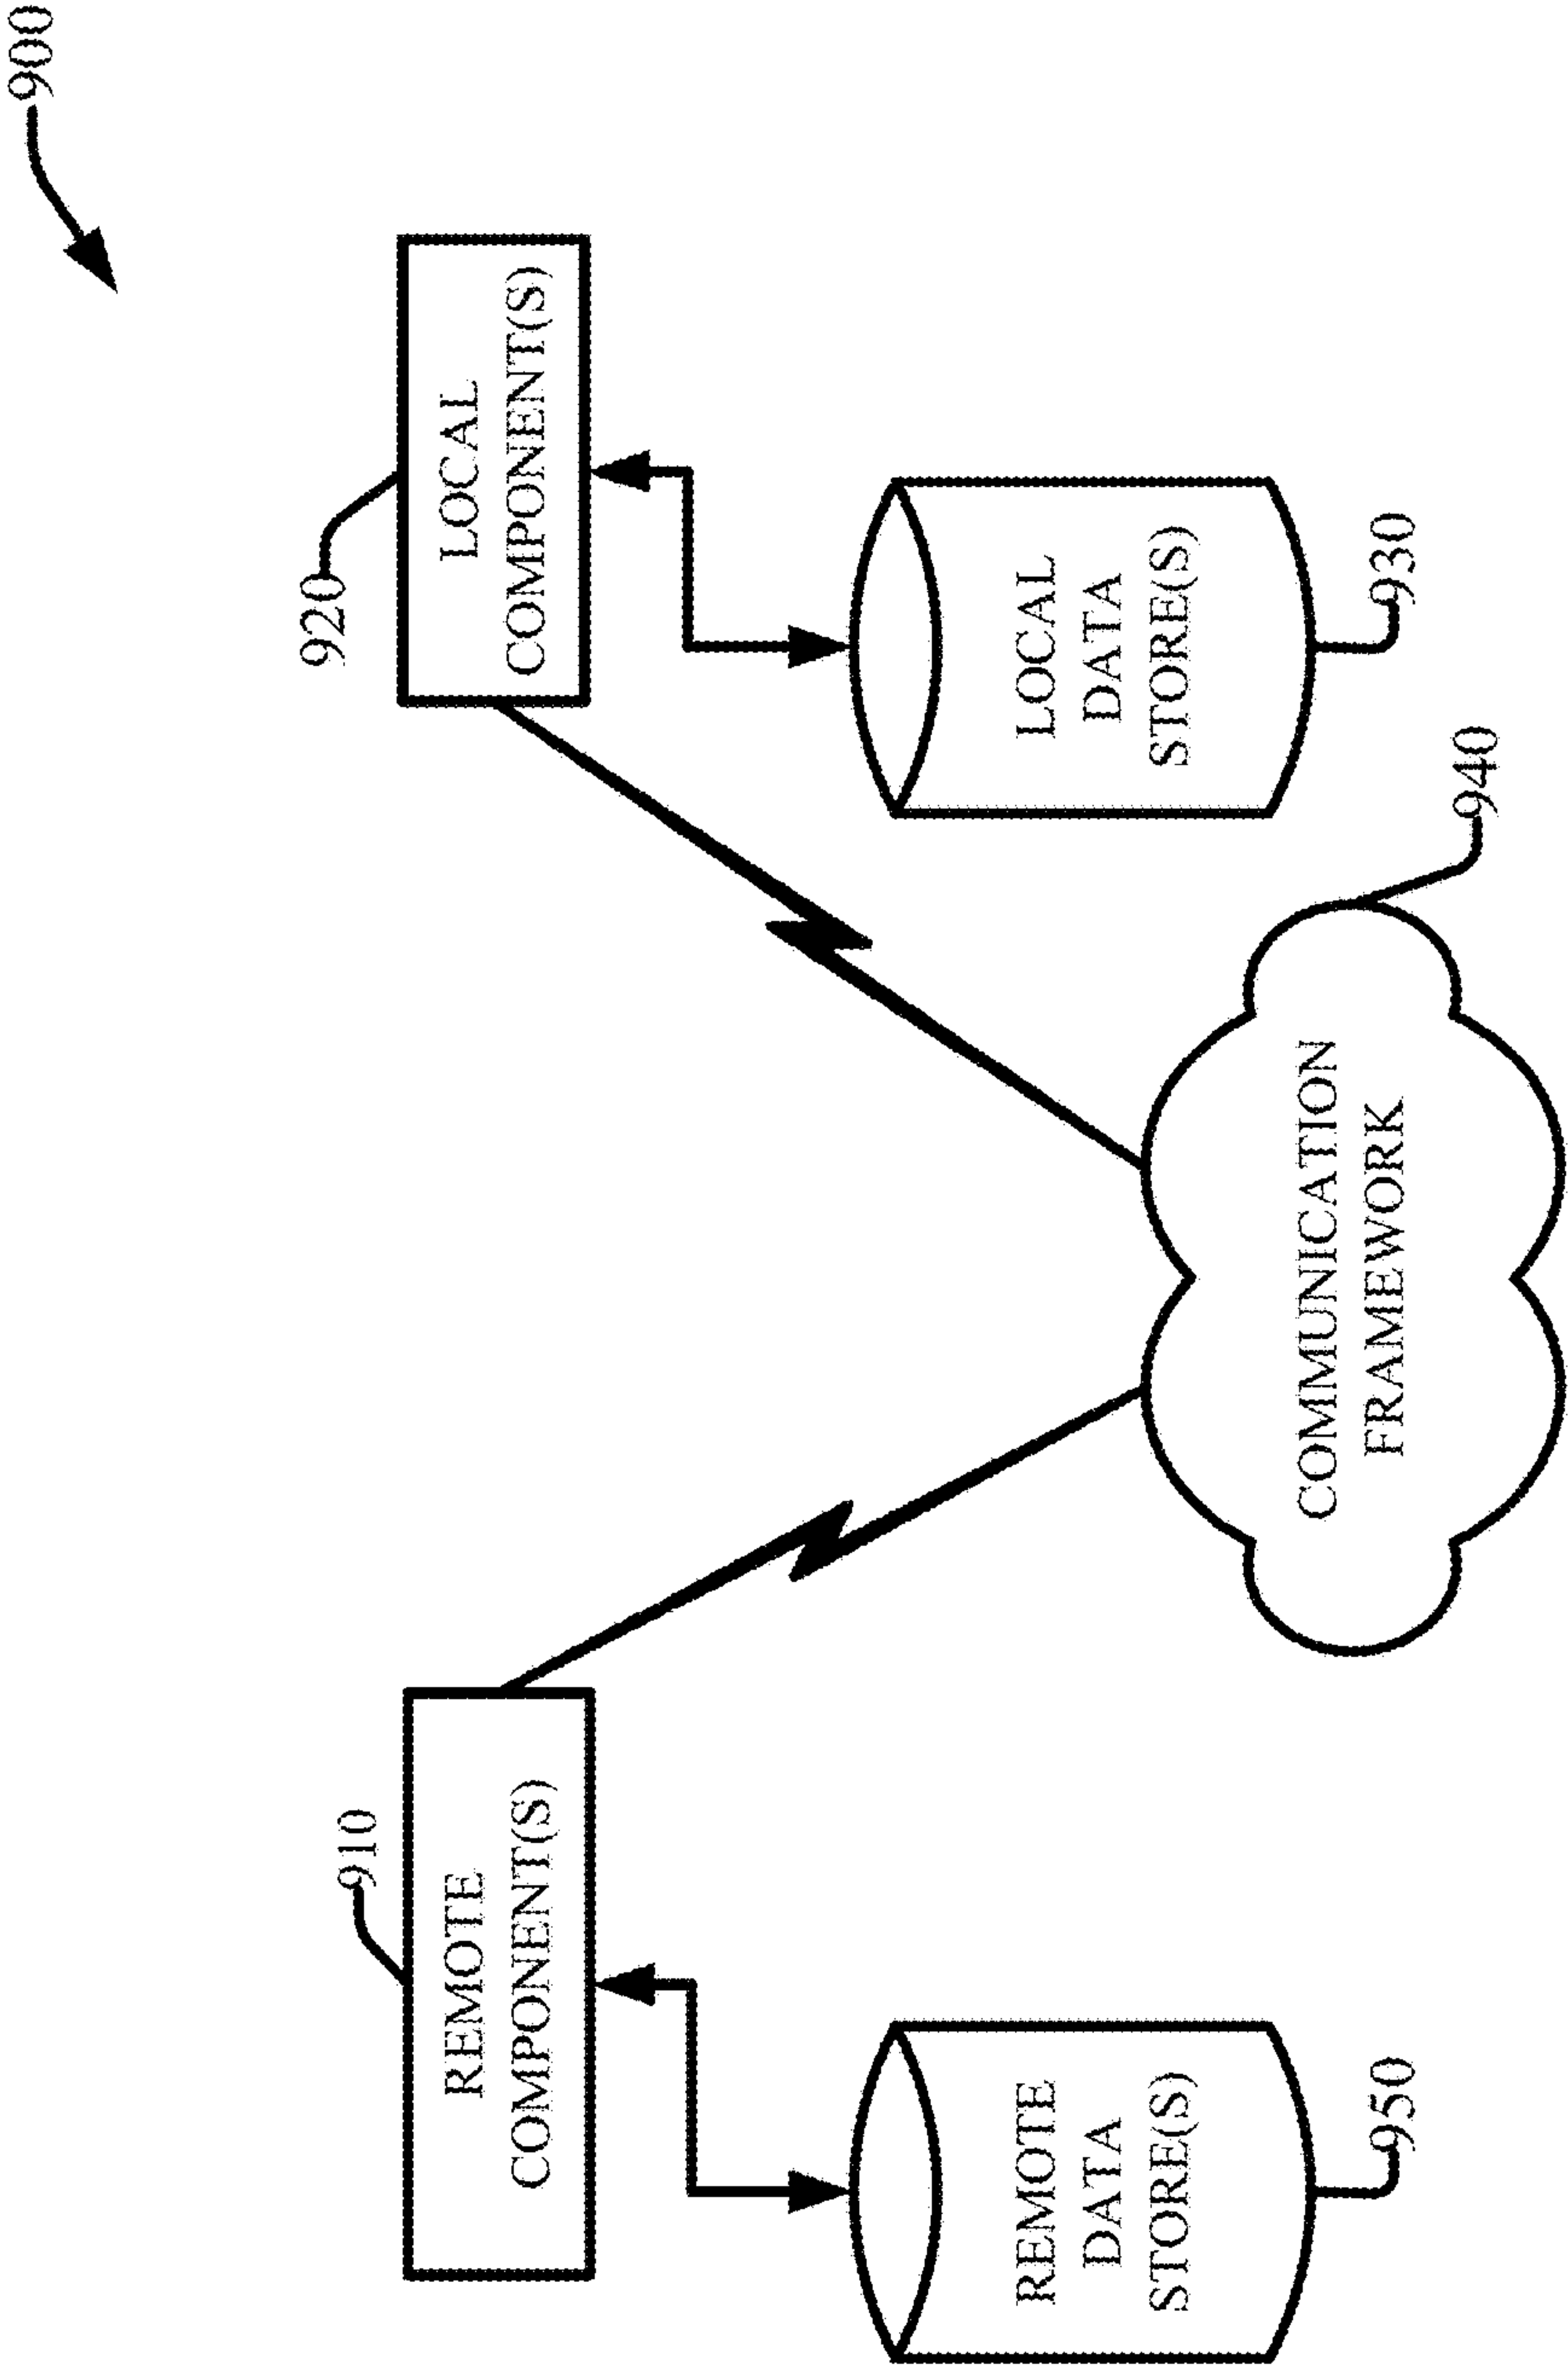 900
910
REMOTE
COMPONENT(S)
920
LOCAL
COMPONENT(S)
REMOTE
DATA
STORE(S)
950
LOCAL
DATA
STORE(S)
930
COMMUNICATION
FRAMEWORK
940